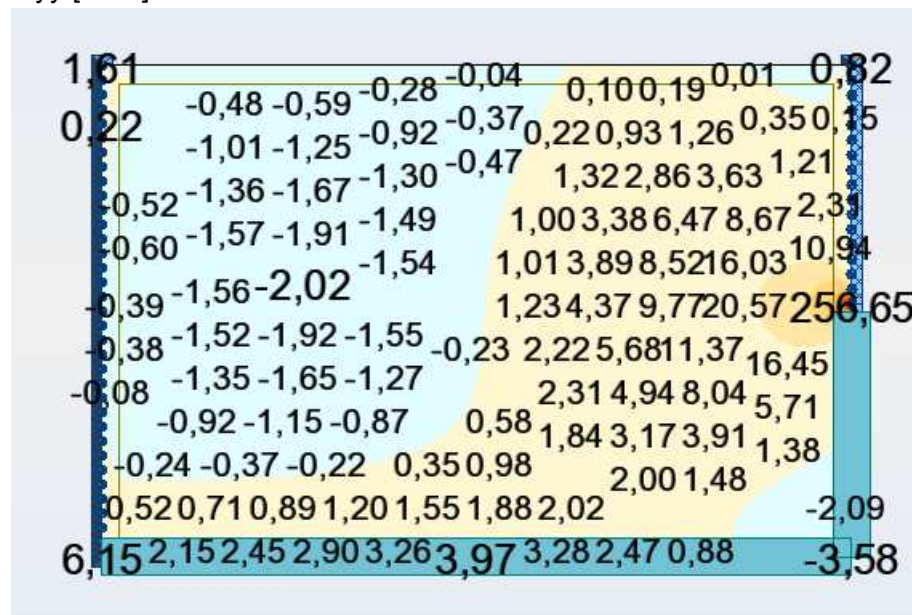 1,61 -0,48 -0,59 -0,28 -0,04 0,10 0,19 0,01 0,82
0,22 -1,01 -1,25 -0,92 -0,37 0,22 0,93 1,26 0,35 0,15
-1,36 -1,67 -1,30 -0,47 1,32 2,86 3,63 1,21
-0,52 -1,57 -1,91 -1,49 1,00 3,38 6,47 8,67 2,31
-0,60 -1,54 1,01 3,89 8,52 16,03 10,94
-0,39 -1,56 -2,02 1,23 4,37 9,77 20,57 256,65
-0,38 -1,52 -1,92 -1,55 -0,23 2,22 5,68 11,37 16,45
-0,08 -1,35 -1,65 -1,27 2,31 4,94 8,04 5,71
-0,92 -1,15 -0,87 0,58 1,84 3,17 3,91 1,38
-0,24 -0,37 -0,22 0,35 0,98 2,00 1,48
0,52 0,71 0,89 1,20 1,55 1,88 2,02 -2,09
6,15 2,15 2,45 2,90 3,26 3,97 3,28 2,47 0,88 -3,58